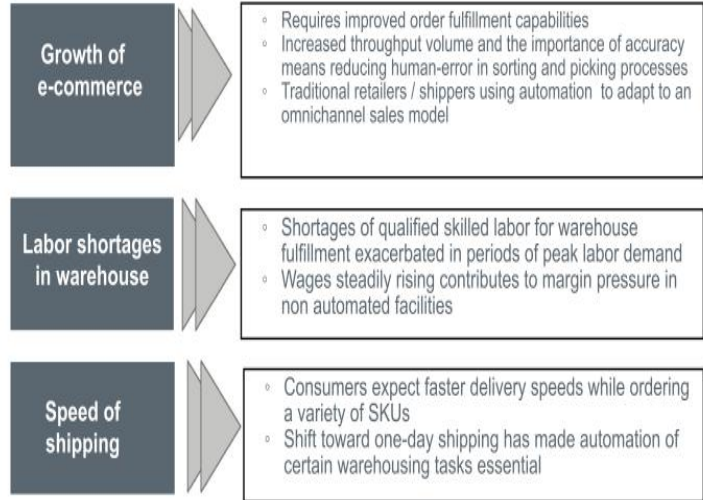 Growth of
e-commerce
◦ Requires improved order fulfillment capabilities
◦ Increased throughput volume and the importance of accuracy
means reducing human-error in sorting and picking processes
◦ Traditional retailers / shippers using automation to adapt to an
omnichannel sales model
Labor shortages
in warehouse
◦ Shortages of qualified skilled labor for warehouse
fulfillment exacerbated in periods of peak labor demand
◦ Wages steadily rising contributes to margin pressure in
non automated facilities
Speed of
shipping
◦ Consumers expect faster delivery speeds while ordering
a variety of SKUs
◦ Shift toward one-day shipping has made automation of
certain warehousing tasks essential